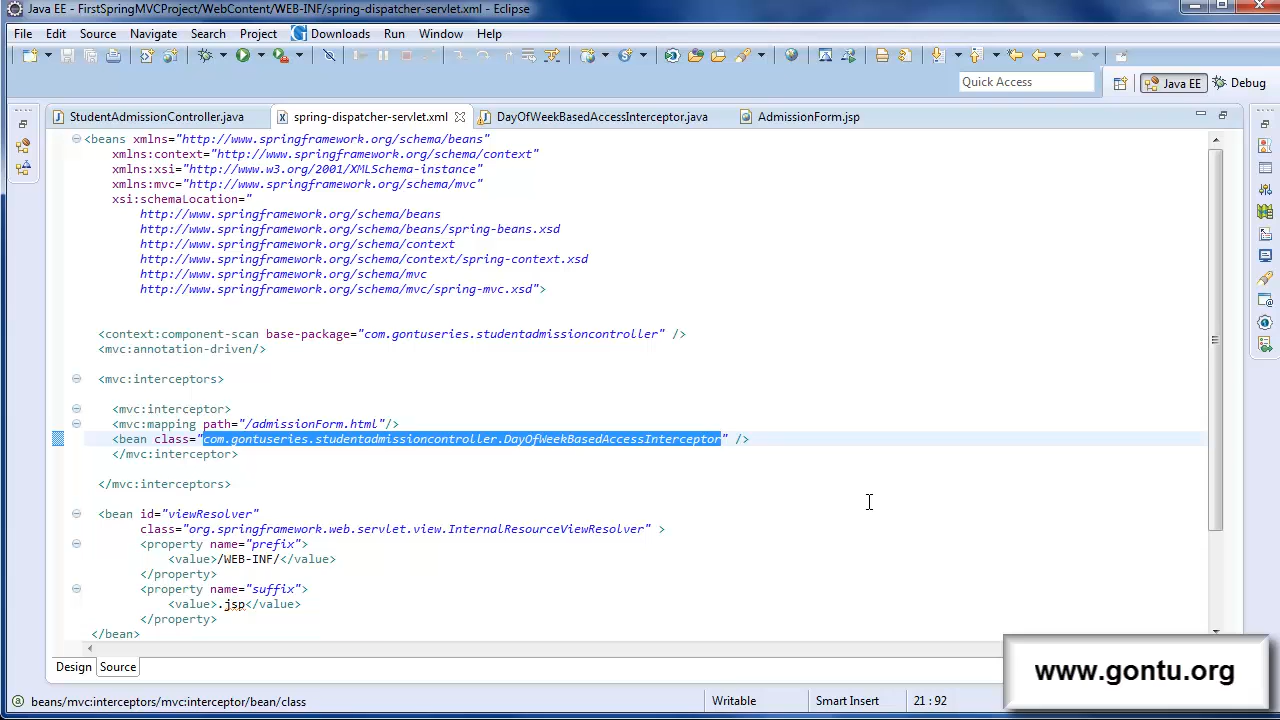 Java EE - FirstSpringMVCProject/WebContent/WEB-INF/spring-dispatcher-servlet.xml - Eclipse
File Edit Source Navigate Search Project Downloads Run Window Help
Quick Access
Java EE
Debug
StudentAdmissionController.java
spring-dispatcher-servlet.xml
DayOfWeekBasedAccessInterceptor.java
AdmissionForm.jsp
<beans xmlns="http://www.springframework.org/schema/beans"
xmlns:context="http://www.springframework.org/schema/context"
xmlns:xsi="http://www.w3.org/2001/XMLSchema-instance"
xmlns:mvc="http://www.springframework.org/schema/mvc"
xsi:schemaLocation="
http://www.springframework.org/schema/beans
http://www.springframework.org/schema/beans/spring-beans.xsd
http://www.springframework.org/schema/context
http://www.springframework.org/schema/context/spring-context.xsd
http://www.springframework.org/schema/mvc
http://www.springframework.org/schema/mvc/spring-mvc.xsd">
<context:component-scan base-package="com.gontuseries.studentadmissioncontroller" />
<mvc:annotation-driven/>
<mvc:interceptors>
<mvc:interceptor>
<mvc:mapping path="/admissionForm.html"/>
<bean class="com.gontuseries.studentadmissioncontroller.DayOfWeekBasedAccessInterceptor" />
</mvc:interceptor>
</mvc:interceptors>
<bean id="viewResolver"
class="org.springframework.web.servlet.view.InternalResourceViewResolver" >
<property name="prefix">
<value>/WEB-INF/</value>
</property>
<property name="suffix">
<value>.jsp</value>
</property>
</bean>
Design Source
www.gontu.org
beans/mvc:interceptors/mvc:interceptor/bean/class
Writable
Smart Insert
21 : 92